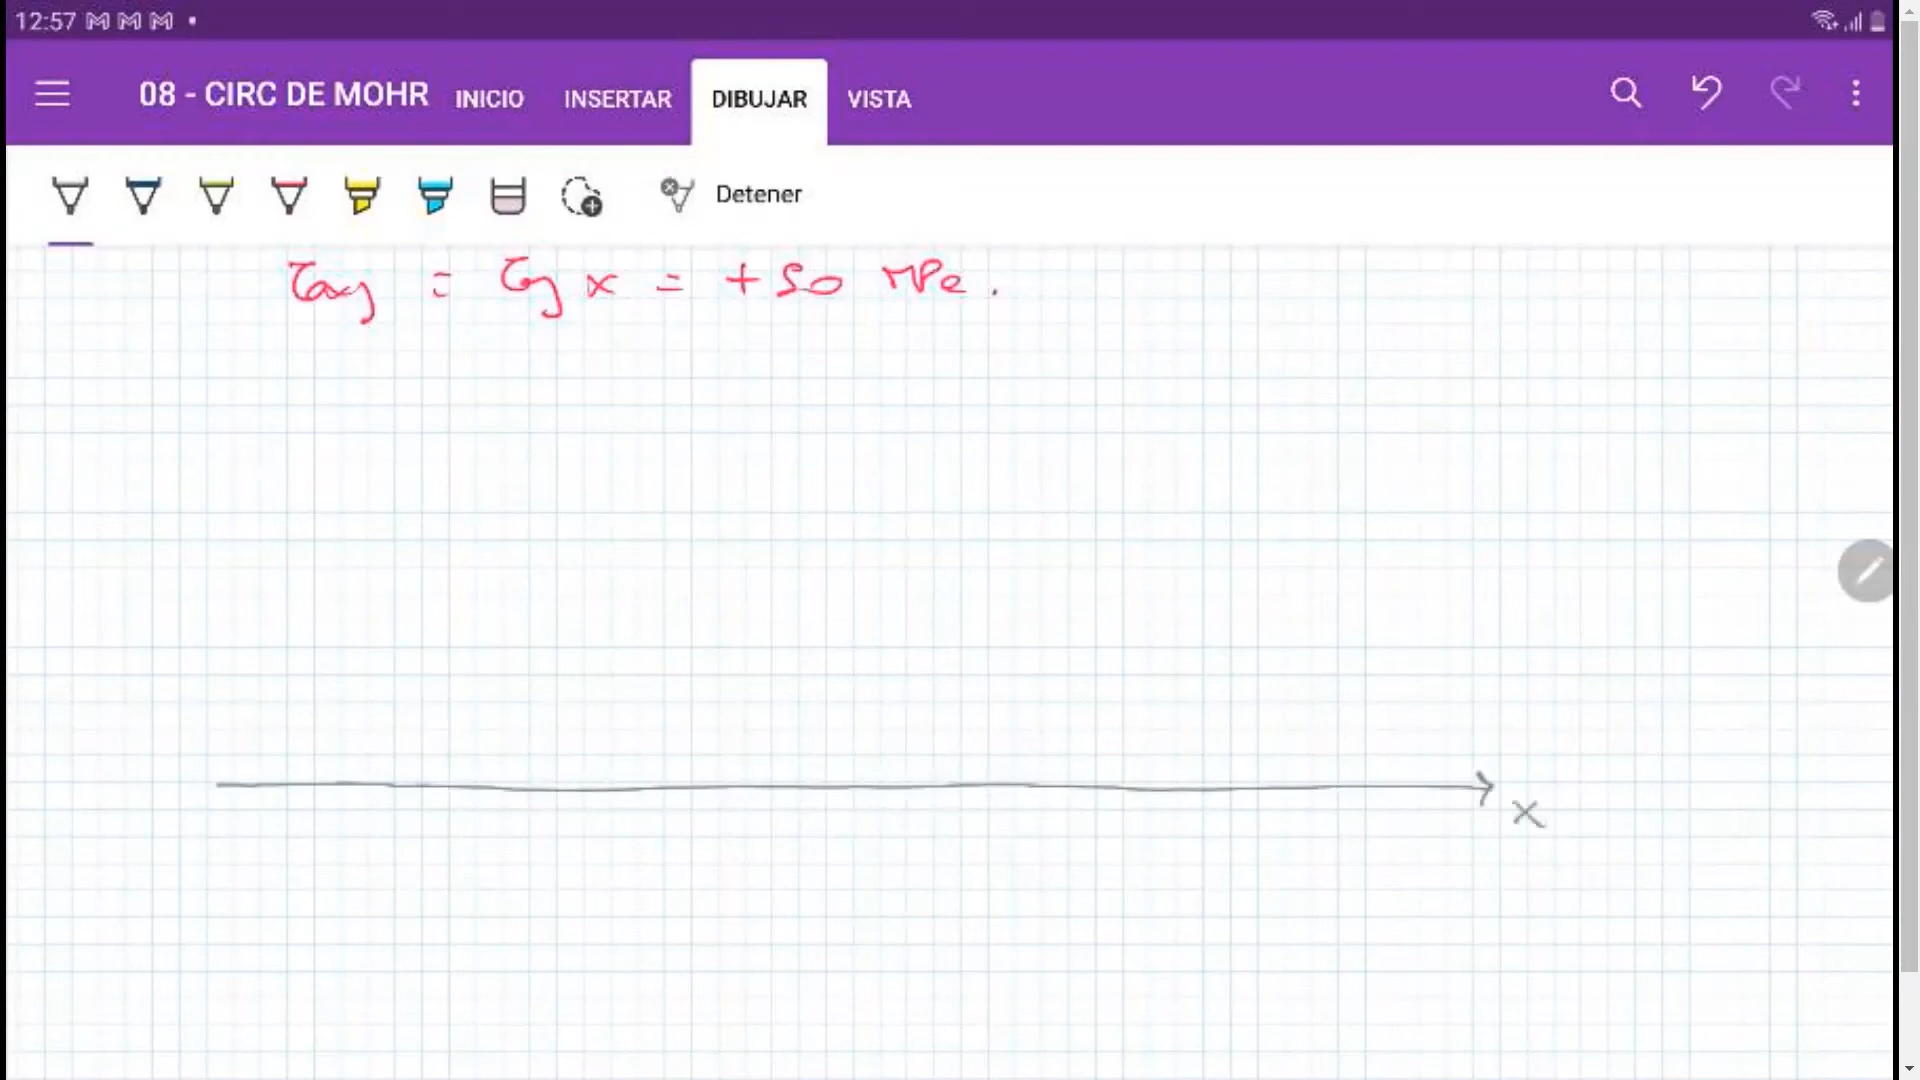 12:57
08 - CIRC DE MOHR INICIO INSERTAR DIBUJAR VISTA
Detener
τxy = τyx = +50 MPa.
x